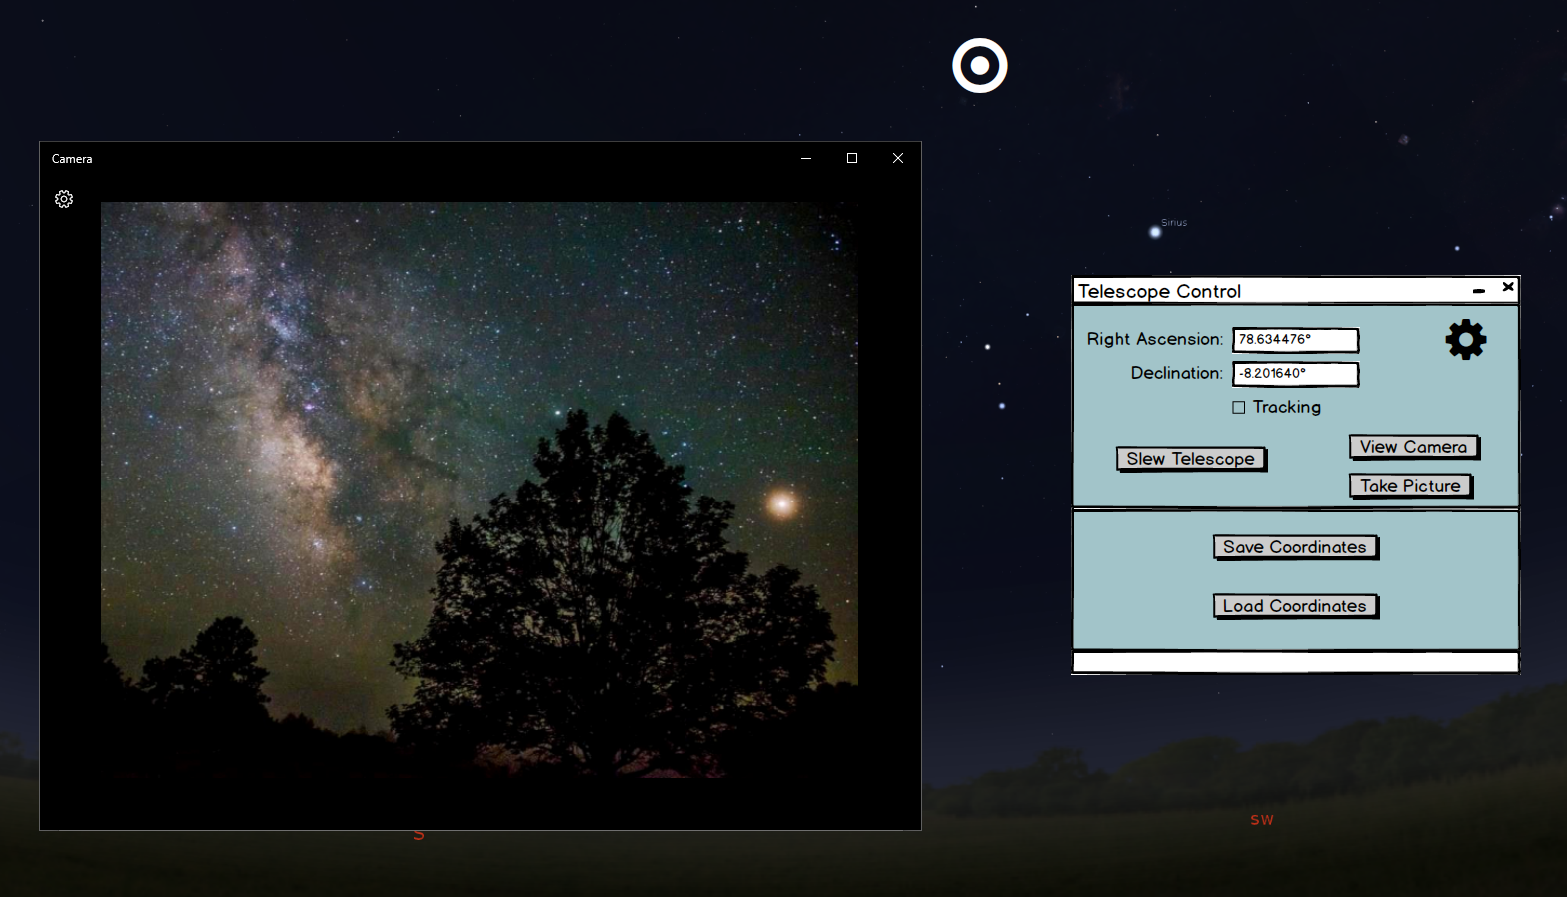 Camera
Sirius
Telescope Control
Right Ascension: 78.634476°
Declination: -8.201640°
Tracking
Slew Telescope
View Camera
Take Picture
Save Coordinates
Load Coordinates
S
SW